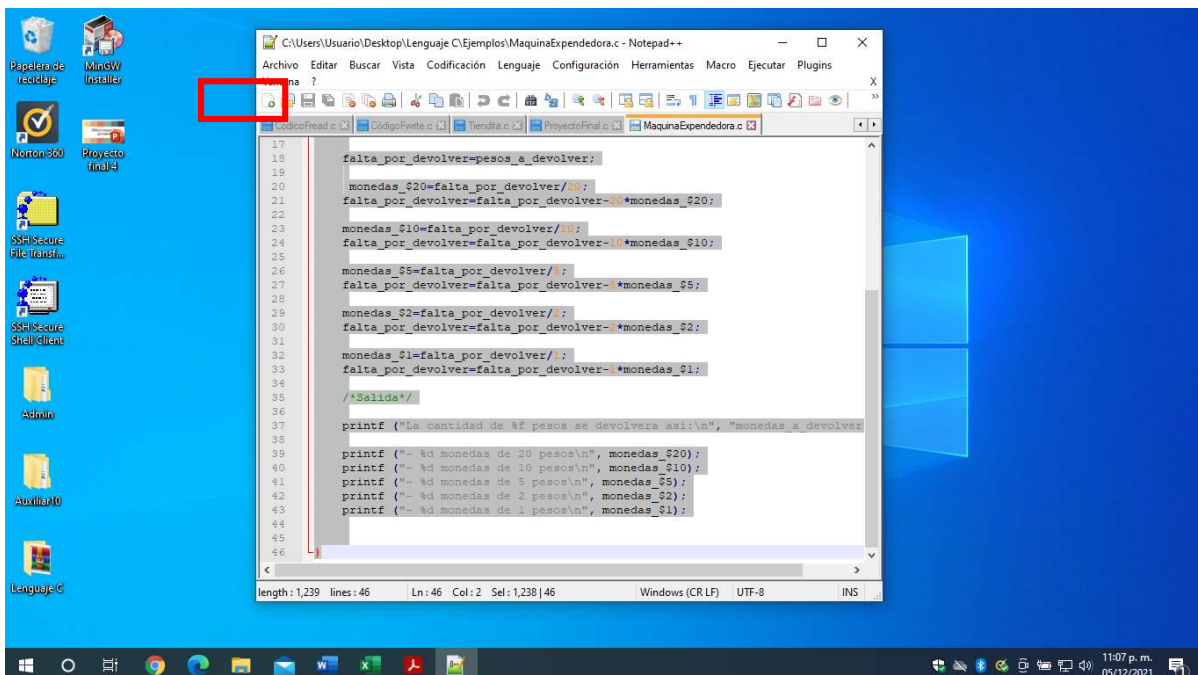 Papelera de
reciclaje
MinGW
Installer
Norton 360
Proyecto
final 4
SSH Secure
File Transf...
SSH Secure
Shell Client
Admin
Auxiliar10
Lenguaje C
C:\Users\Usuario\Desktop\Lenguaje C\Ejemplos\MaquinaExpendedora.c - Notepad++
Archivo Editar Buscar Vista Codificación Lenguaje Configuración Herramientas Macro Ejecutar Plugins
? X
CodicoFread.c CódigoFwrite.c Tiendita.c ProyectoFinal.c MaquinaExpendedora.c
17
18 falta_por_devolver=pesos_a_devolver;
19
20 monedas_$20=falta_por_devolver/20;
21 falta_por_devolver=falta_por_devolver-20*monedas_$20;
22
23 monedas_$10=falta_por_devolver/10;
24 falta_por_devolver=falta_por_devolver-10*monedas_$10;
25
26 monedas_$5=falta_por_devolver/5;
27 falta_por_devolver=falta_por_devolver-5*monedas_$5;
28
29 monedas_$2=falta_por_devolver/2;
30 falta_por_devolver=falta_por_devolver-2*monedas_$2;
31
32 monedas_$1=falta_por_devolver/1;
33 falta_por_devolver=falta_por_devolver-1*monedas_$1;
34
35 /*Salida*/
36
37 printf ("La cantidad de %f pesos se devolvera asi:\n", "monedas_a_devolver
38
39 printf ("- %d monedas de 20 pesos\n", monedas_$20);
40 printf ("- %d monedas de 10 pesos\n", monedas_$10);
41 printf ("- %d monedas de 5 pesos\n", monedas_$5);
42 printf ("- %d monedas de 2 pesos\n", monedas_$2);
43 printf ("- %d monedas de 1 pesos\n", monedas_$1);
44
45
46 }
length : 1,239 lines : 46 Ln : 46 Col : 2 Sel : 1,238 | 46 Windows (CR LF) UTF-8 INS
11:07 p. m.
05/12/2021